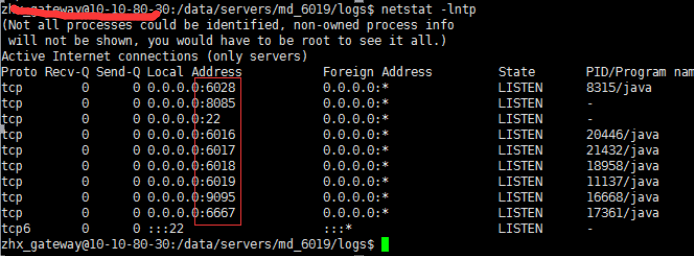 zhx_gateway@10-10-80-30:/data/servers/md_6019/logs$ netstat -lntp
(Not all processes could be identified, non-owned process info
 will not be shown, you would have to be root to see it all.)
Active Internet connections (only servers)
Proto Recv-Q Send-Q Local Address Foreign Address State PID/Program name
tcp 0 0 0.0.0.0:6028 0.0.0.0:* LISTEN 8315/java
tcp 0 0 0.0.0.0:8085 0.0.0.0:* LISTEN -
tcp 0 0 0.0.0.0:22 0.0.0.0:* LISTEN -
tcp 0 0 0.0.0.0:6016 0.0.0.0:* LISTEN 20446/java
tcp 0 0 0.0.0.0:6017 0.0.0.0:* LISTEN 21432/java
tcp 0 0 0.0.0.0:6018 0.0.0.0:* LISTEN 18958/java
tcp 0 0 0.0.0.0:6019 0.0.0.0:* LISTEN 11137/java
tcp 0 0 0.0.0.0:9095 0.0.0.0:* LISTEN 16668/java
tcp 0 0 0.0.0.0:6667 0.0.0.0:* LISTEN 17361/java
tcp6 0 0 :::22 :::* LISTEN -
zhx_gateway@10-10-80-30:/data/servers/md_6019/logs$